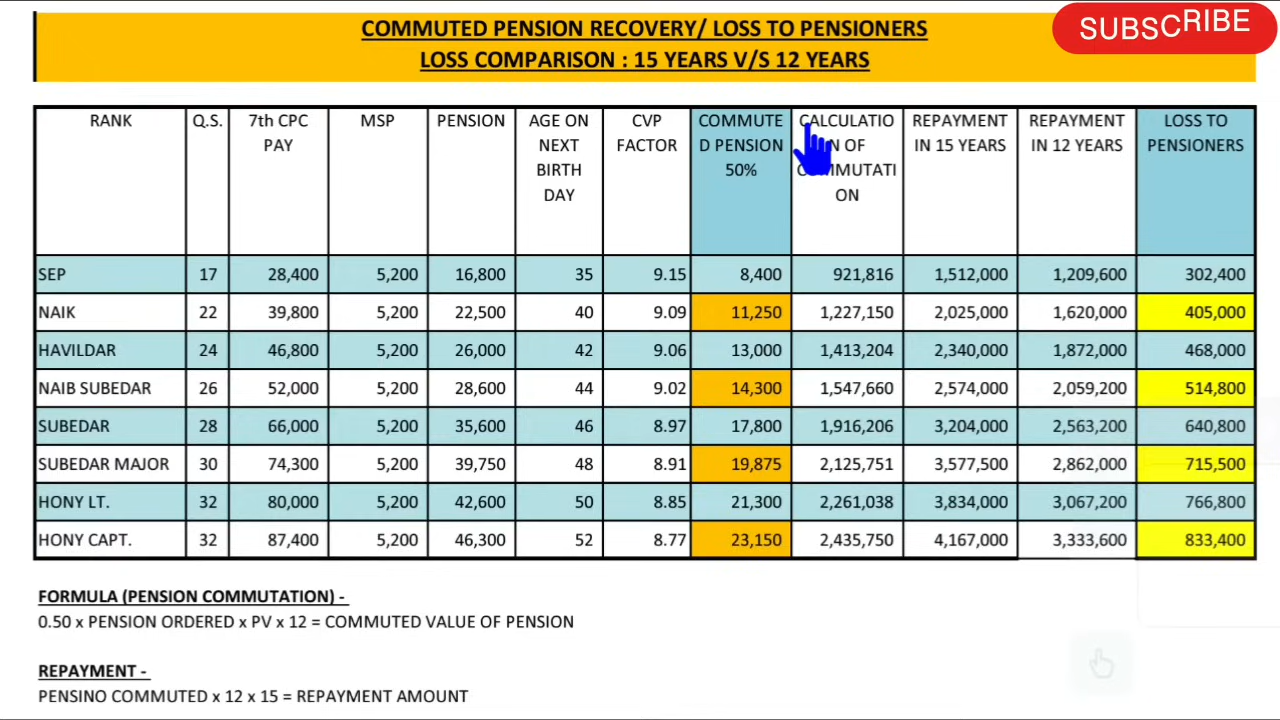 COMMUTED PENSION RECOVERY/ LOSS TO PENSIONERS
LOSS COMPARISON : 15 YEARS V/S 12 YEARS
SUBSCRIBE
RANK Q.S. 7th CPC PAY MSP PENSION AGE ON NEXT BIRTH DAY CVP FACTOR COMMUTE D PENSION 50% CALCULATIO N OF COMMUTATI ON REPAYMENT IN 15 YEARS REPAYMENT IN 12 YEARS LOSS TO PENSIONERS
SEP 17 28,400 5,200 16,800 35 9.15 8,400 921,816 1,512,000 1,209,600 302,400
NAIK 22 39,800 5,200 22,500 40 9.09 11,250 1,227,150 2,025,000 1,620,000 405,000
HAVILDAR 24 46,800 5,200 26,000 42 9.06 13,000 1,413,204 2,340,000 1,872,000 468,000
NAIB SUBEDAR 26 52,000 5,200 28,600 44 9.02 14,300 1,547,660 2,574,000 2,059,200 514,800
SUBEDAR 28 66,000 5,200 35,600 46 8.97 17,800 1,916,206 3,204,000 2,563,200 640,800
SUBEDAR MAJOR 30 74,300 5,200 39,750 48 8.91 19,875 2,125,751 3,577,500 2,862,000 715,500
HONY LT. 32 80,000 5,200 42,600 50 8.85 21,300 2,261,038 3,834,000 3,067,200 766,800
HONY CAPT. 32 87,400 5,200 46,300 52 8.77 23,150 2,435,750 4,167,000 3,333,600 833,400
FORMULA (PENSION COMMUTATION) -
0.50 x PENSION ORDERED x PV x 12 = COMMUTED VALUE OF PENSION
REPAYMENT -
PENSINO COMMUTED x 12 x 15 = REPAYMENT AMOUNT